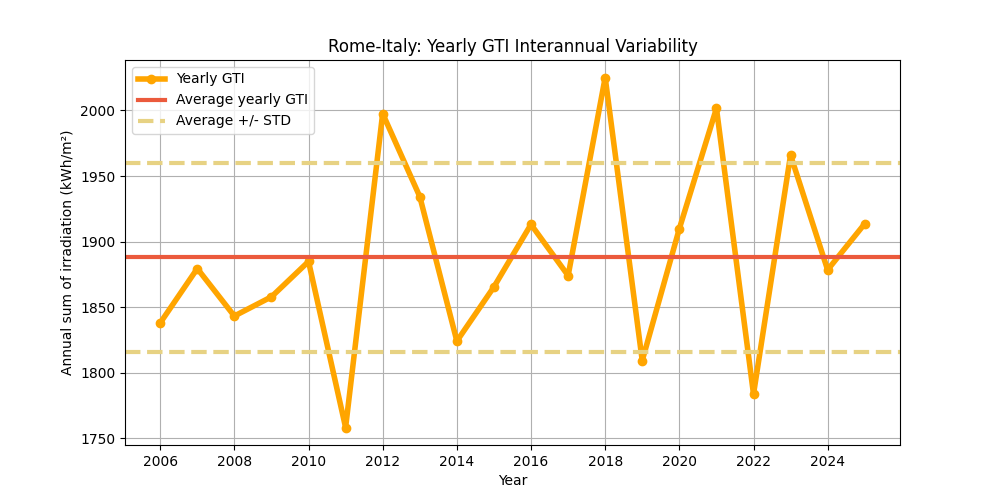 Rome-Italy: Yearly GTI Interannual Variability
Yearly GTI
Average yearly GTI
Average +/- STD
Annual sum of irradiation (kWh/m²)
2000
1950
1900
1850
1800
1750
2006 2008 2010 2012 2014 2016 2018 2020 2022 2024
Year